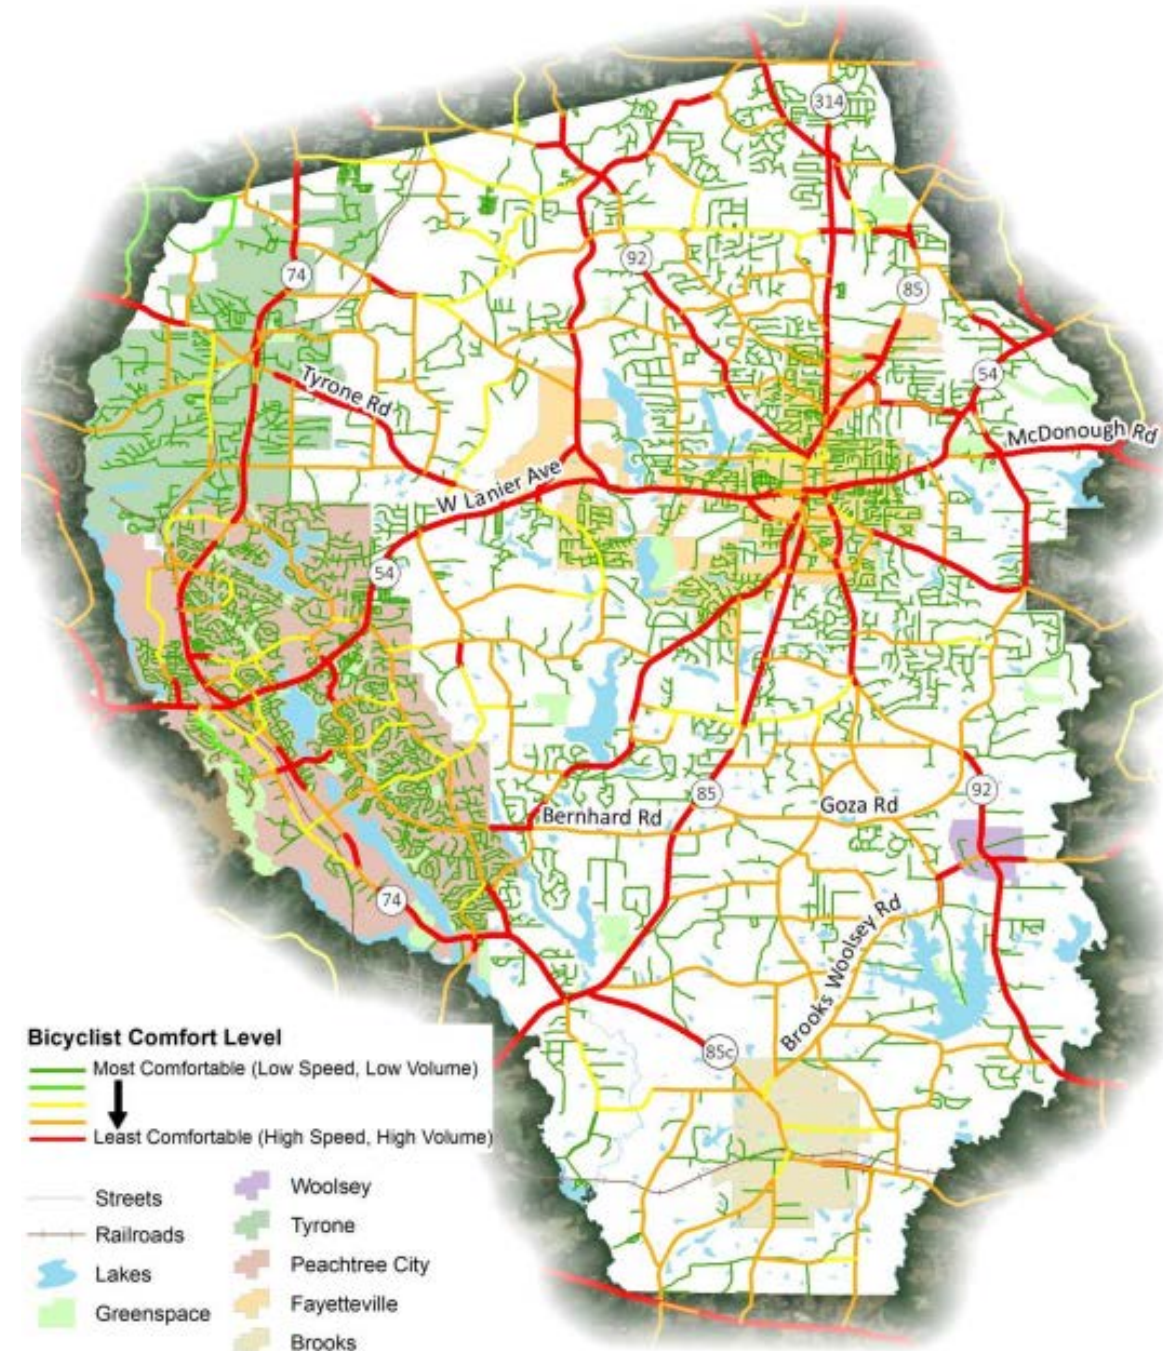 314
92
74
85
54
Tyrone Rd
McDonough Rd
W Lanier Ave
54
85
92
Bernhard Rd
Goza Rd
74
Brooks Woolsey Rd
85c
Bicyclist Comfort Level
Most Comfortable (Low Speed, Low Volume)
Least Comfortable (High Speed, High Volume)
Streets
Railroads
Lakes
Greenspace
Woolsey
Tyrone
Peachtree City
Fayetteville
Brooks